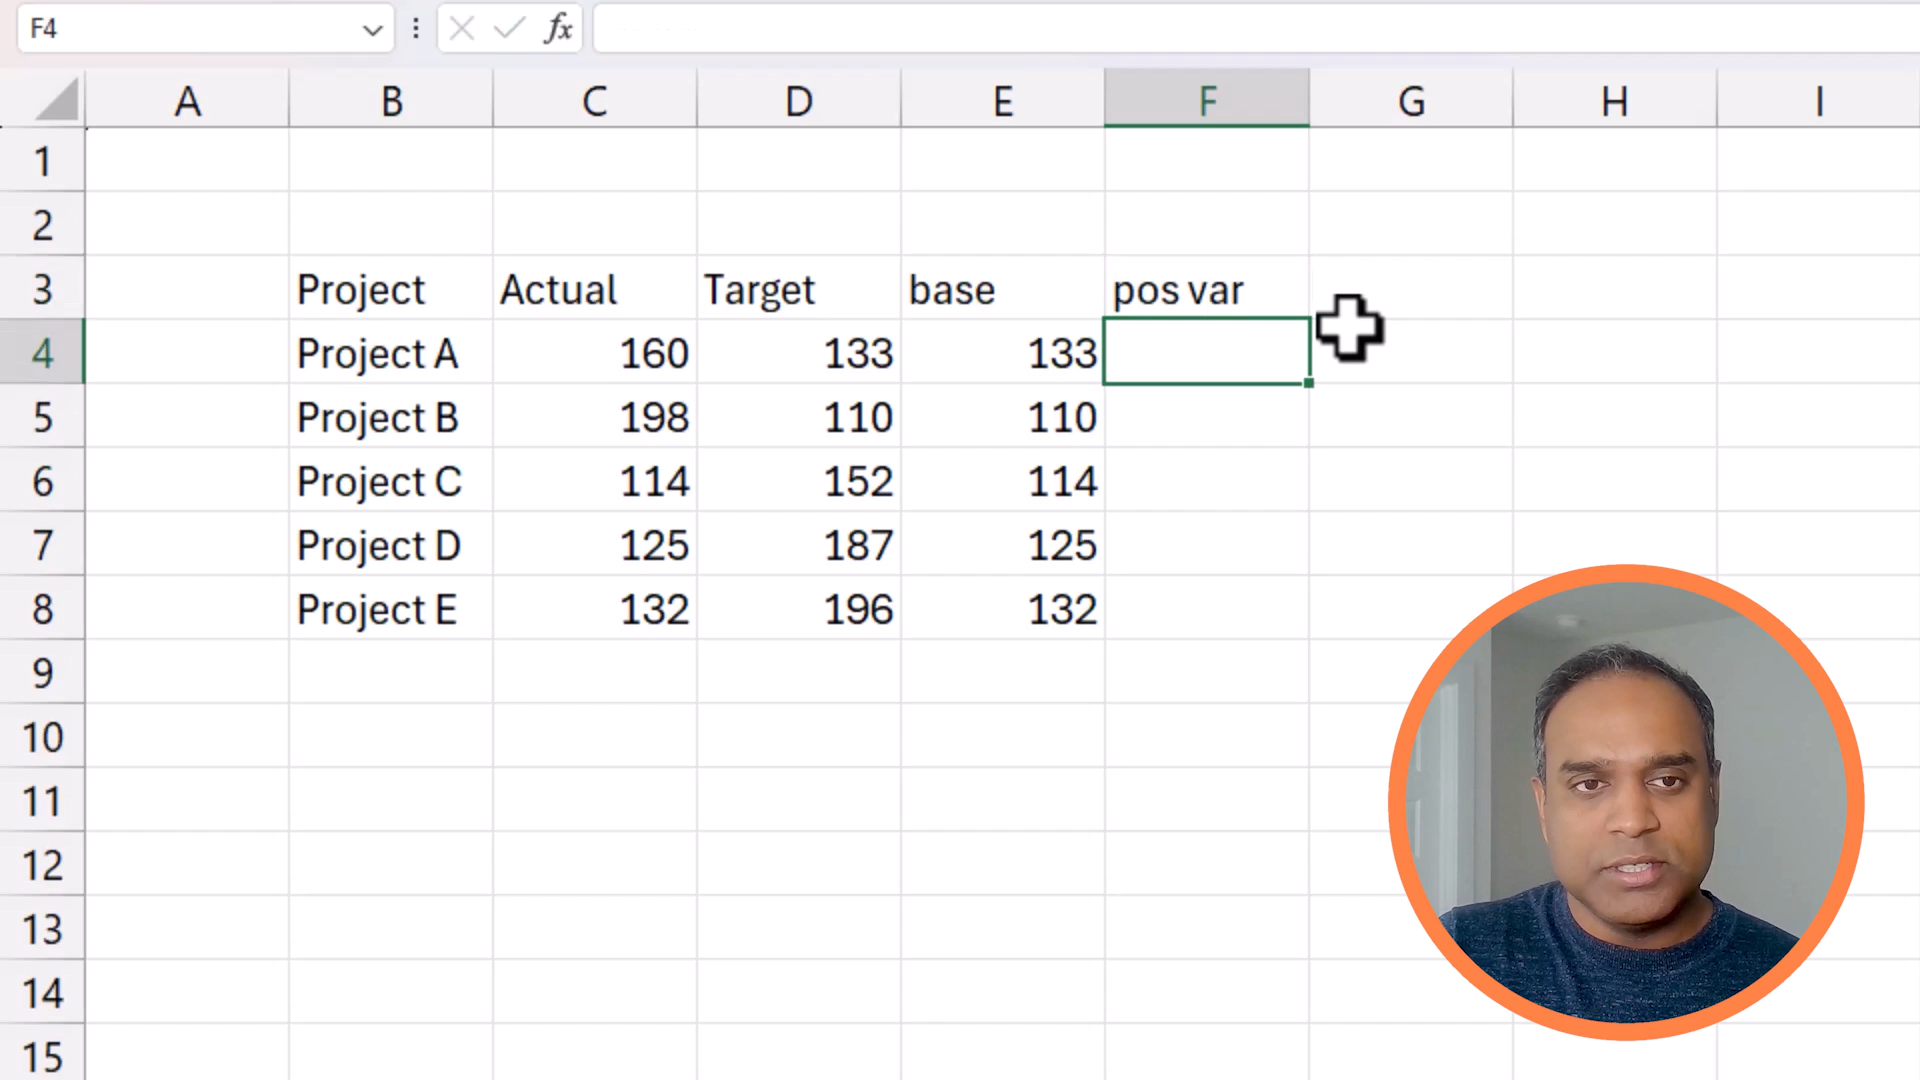 F4 fx
A B C D E F G H I
1
2
3 Project Actual Target base pos var
4 Project A 160 133 133
5 Project B 198 110 110
6 Project C 114 152 114
7 Project D 125 187 125
8 Project E 132 196 132
9
10
11
12
13
14
15